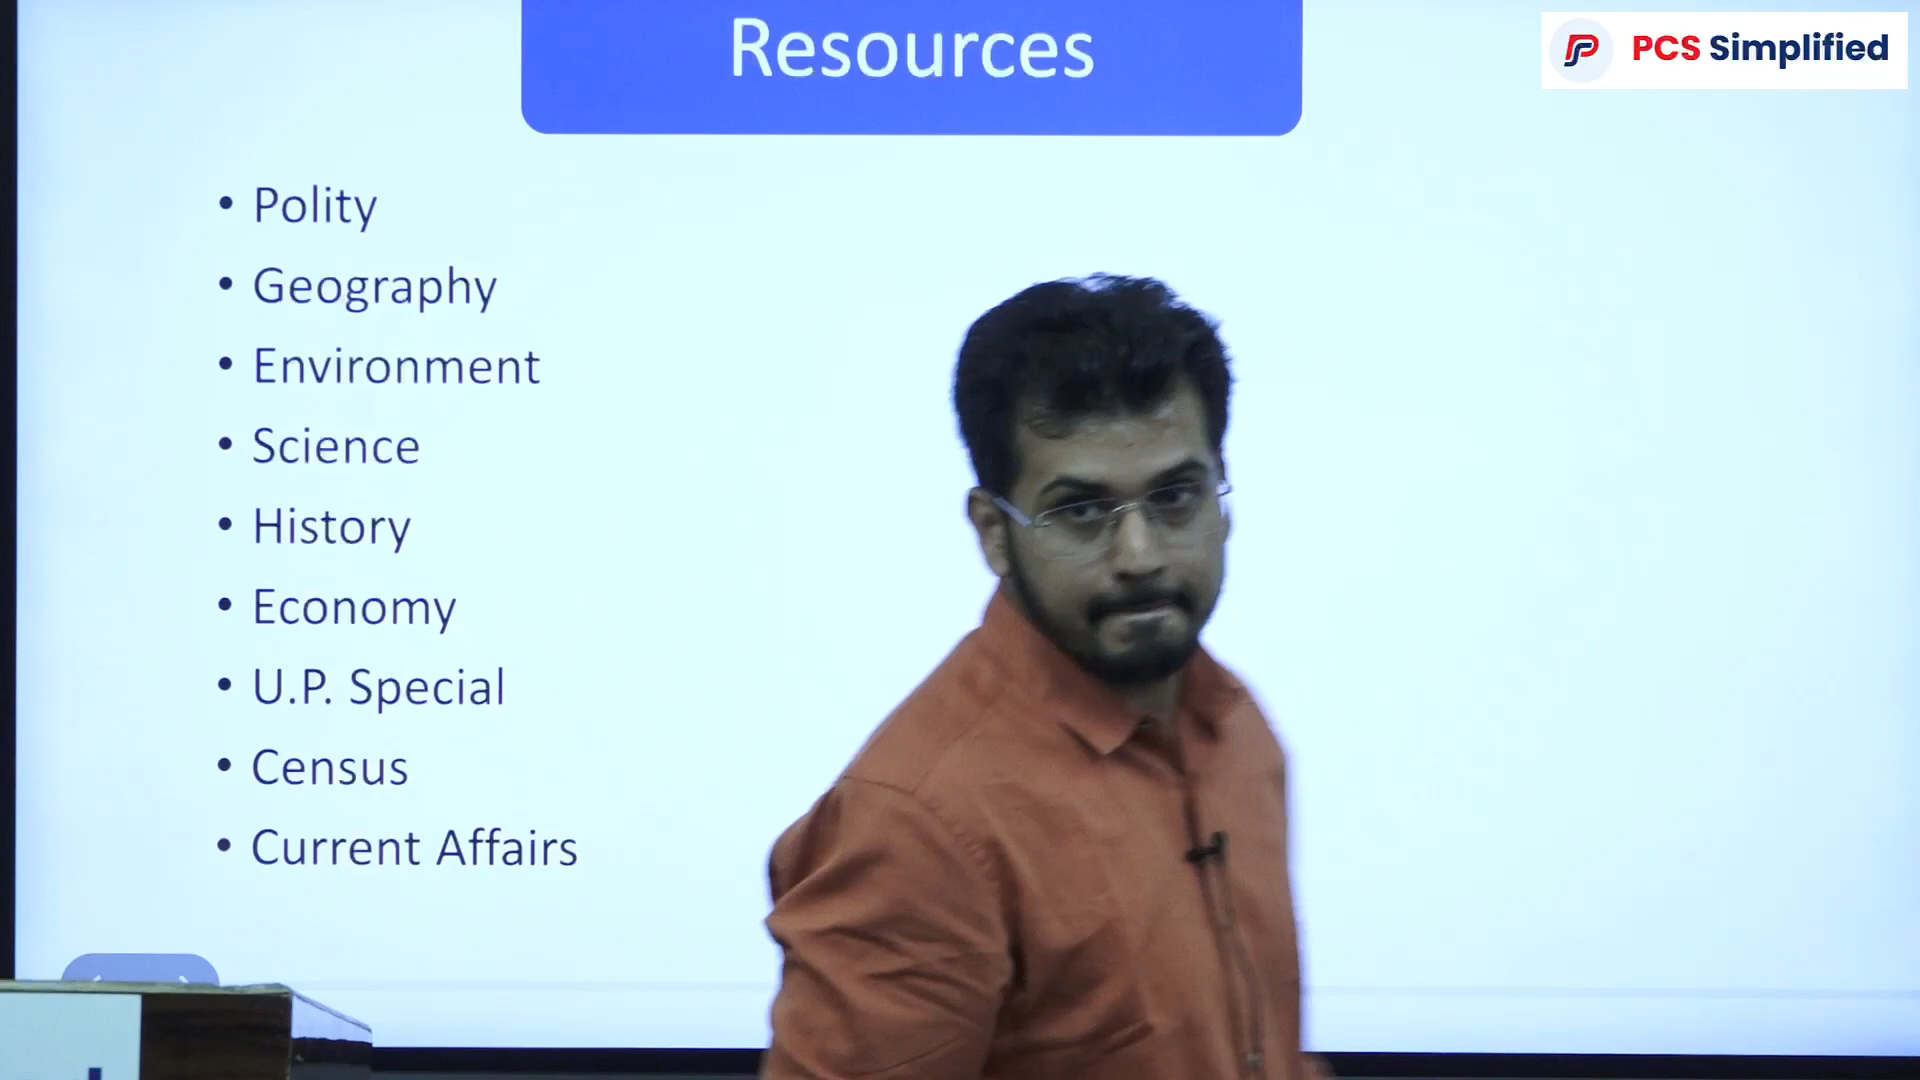 Resources
PCS Simplified
• Polity
• Geography
• Environment
• Science
• History
• Economy
• U.P. Special
• Census
• Current Affairs